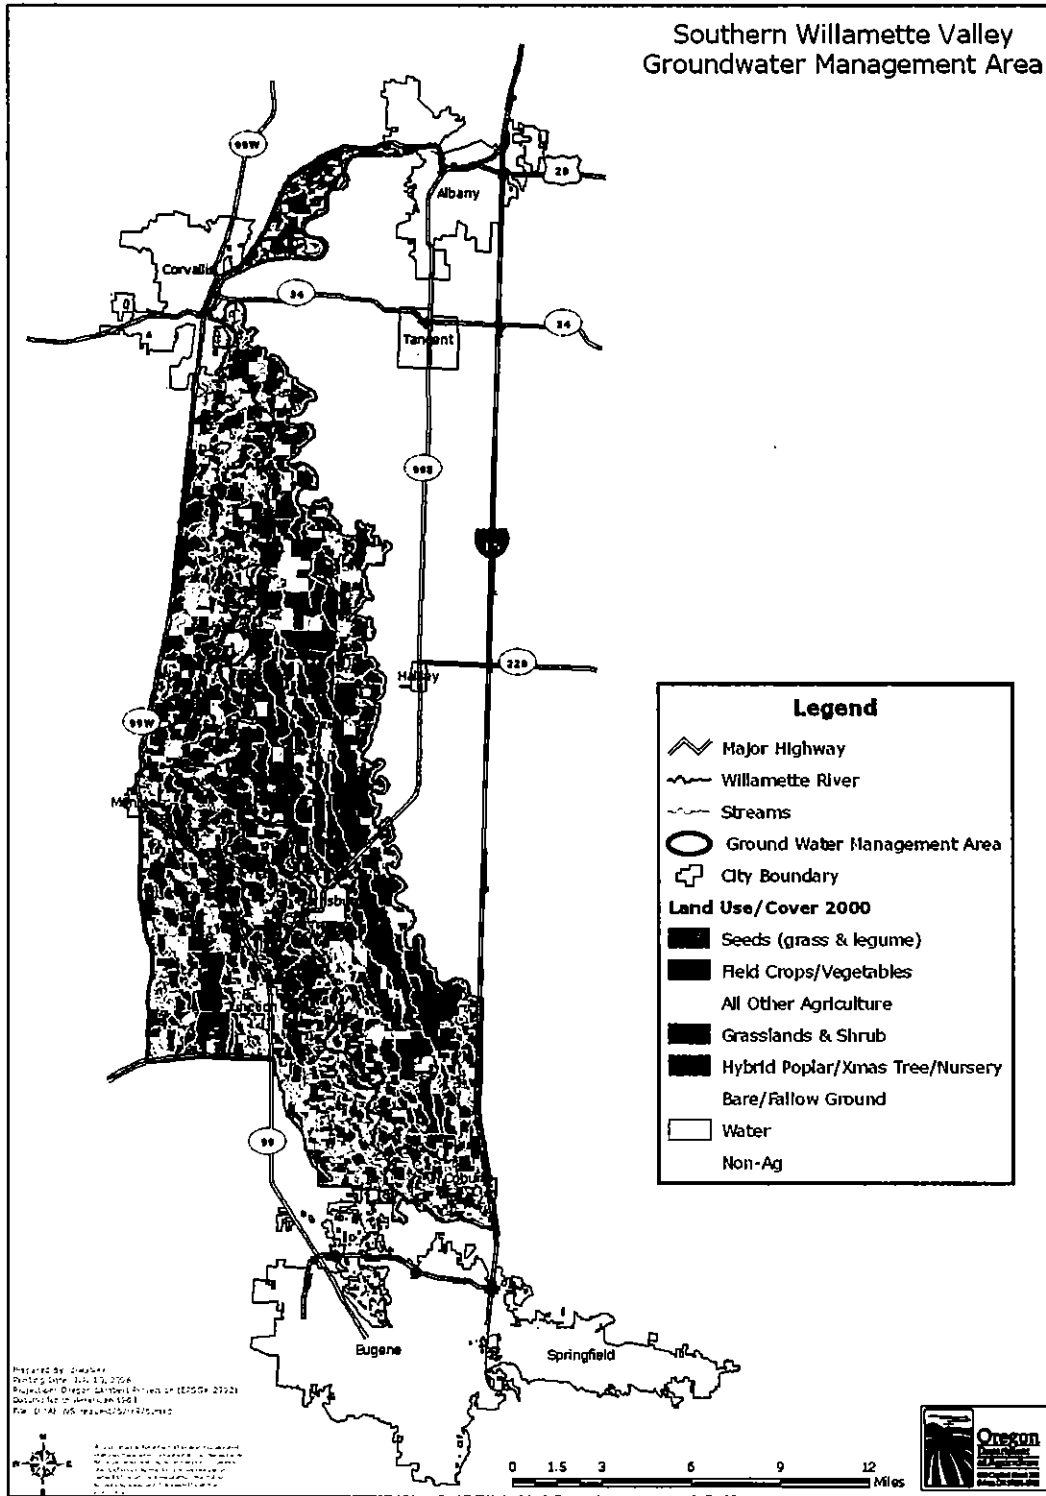 Southern Willamette Valley
Groundwater Management Area
99W
20
Albany
Corvallis
34
34
Tangent
99E
228
Halsey
99W
Legend
Major Highway
Willamette River
Streams
Ground Water Management Area
City Boundary
Land Use/Cover 2000
Seeds (grass & legume)
Field Crops/Vegetables
All Other Agriculture
Grasslands & Shrub
Hybrid Poplar/Xmas Tree/Nursery
Bare/Fallow Ground
Water
Non-Ag
99
Eugene
Springfield
0 1.5 3 6 9 12
Miles
Oregon